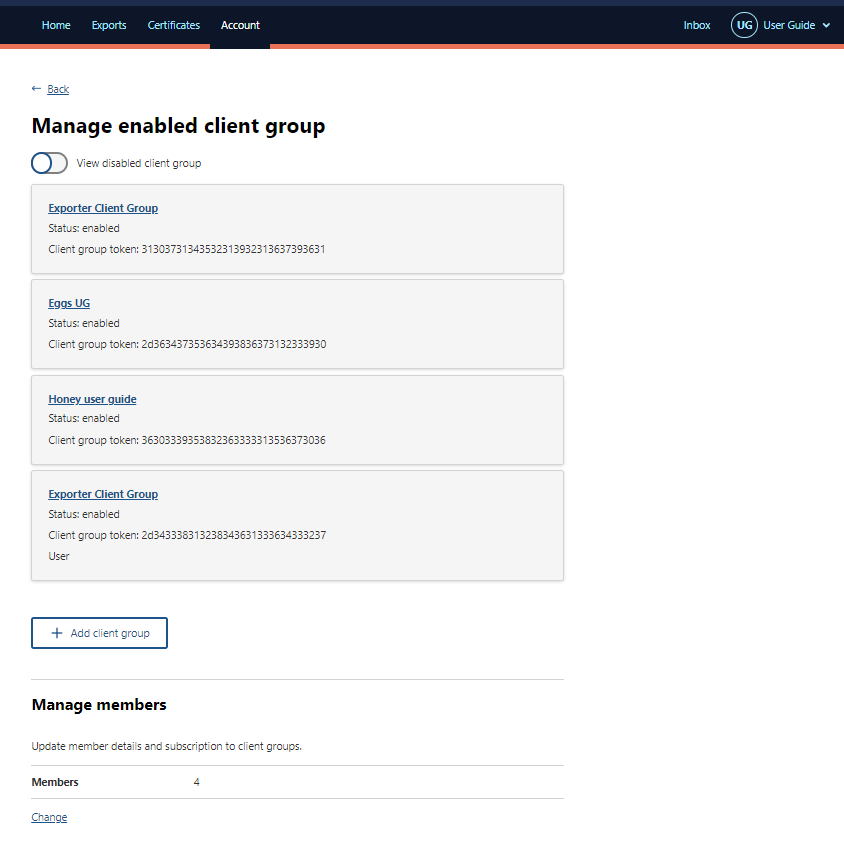 Home Exports Certificates Account Inbox UG User Guide
Back
Manage enabled client group
View disabled client group
Exporter Client Group
Status: enabled
Client group token: 31303731343532313932313637393631
Eggs UG
Status: enabled
Client group token: 2d363437353634393836373132333930
Honey user guide
Status: enabled
Client group token: 36303339353832363333313536373036
Exporter Client Group
Status: enabled
Client group token: 2d34333831323834363133363433323​7
User
Add client group
Manage members
Update member details and subscription to client groups.
Members 4
Change